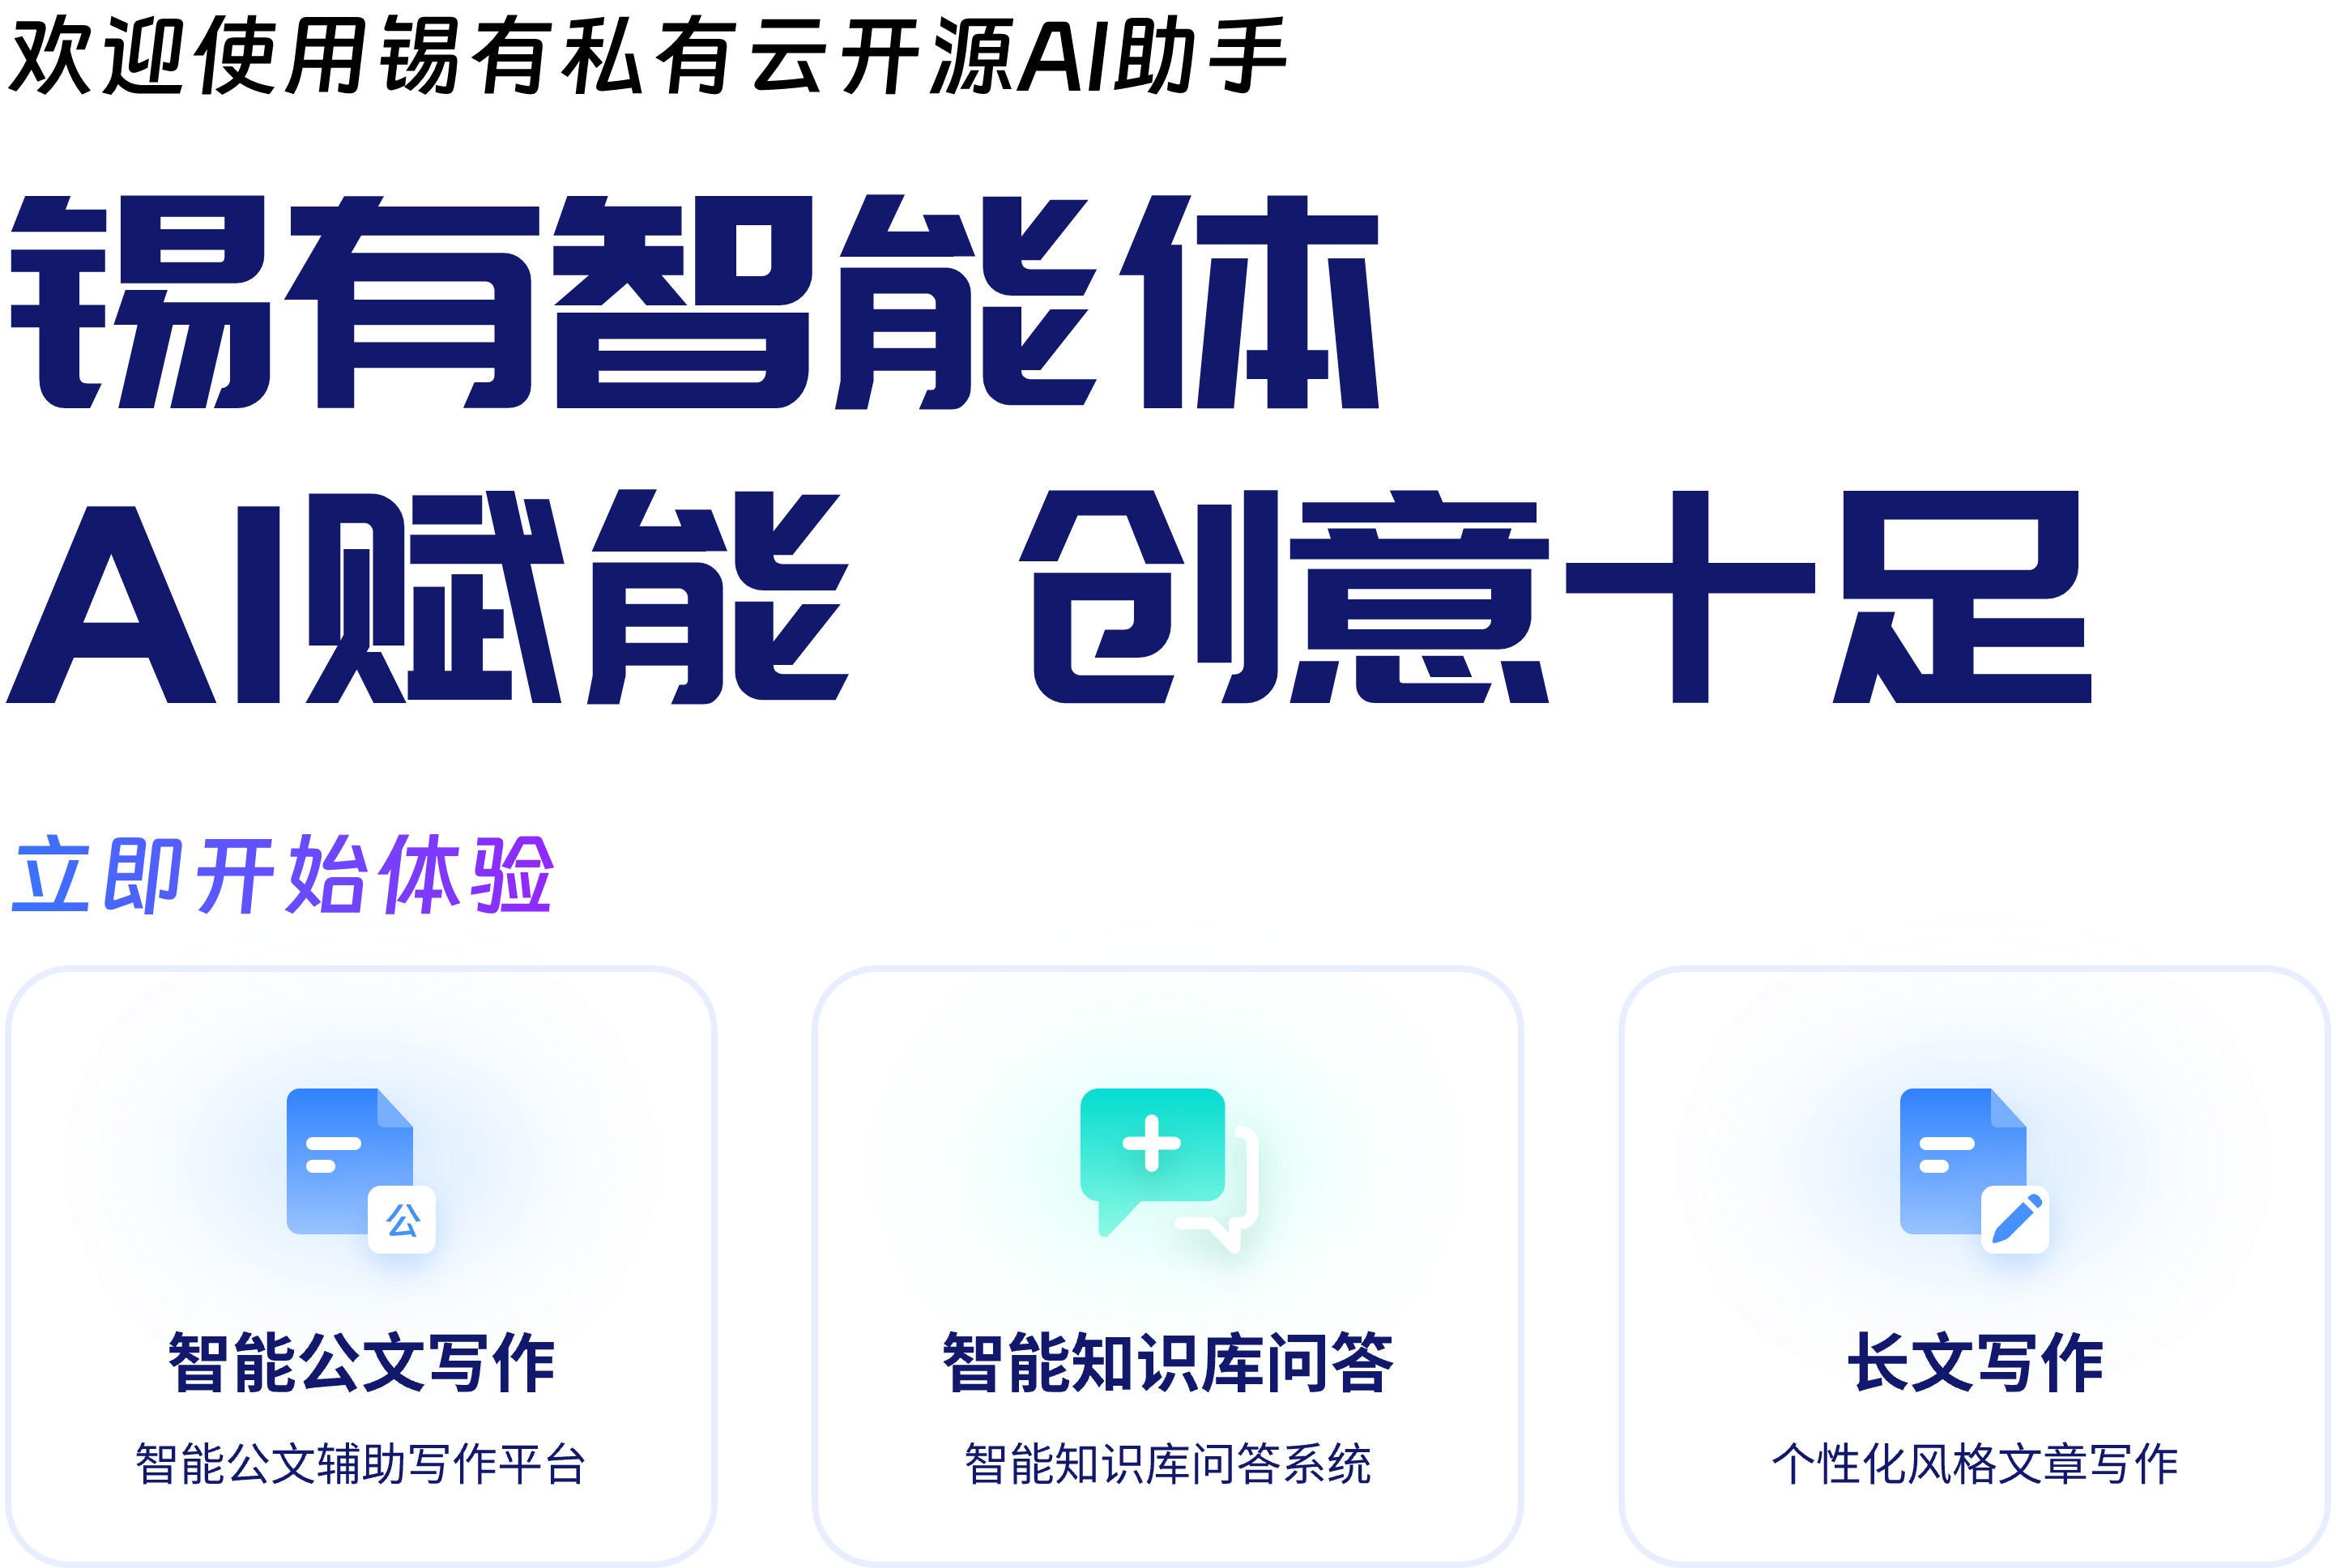 欢迎使用锡有私有云开源AI助手
锡有智能体
AI赋能 创意十足
立即开始体验
公
智能公文写作
智能公文辅助写作平台
智能知识库问答
智能知识库问答系统
长文写作
个性化风格文章写作